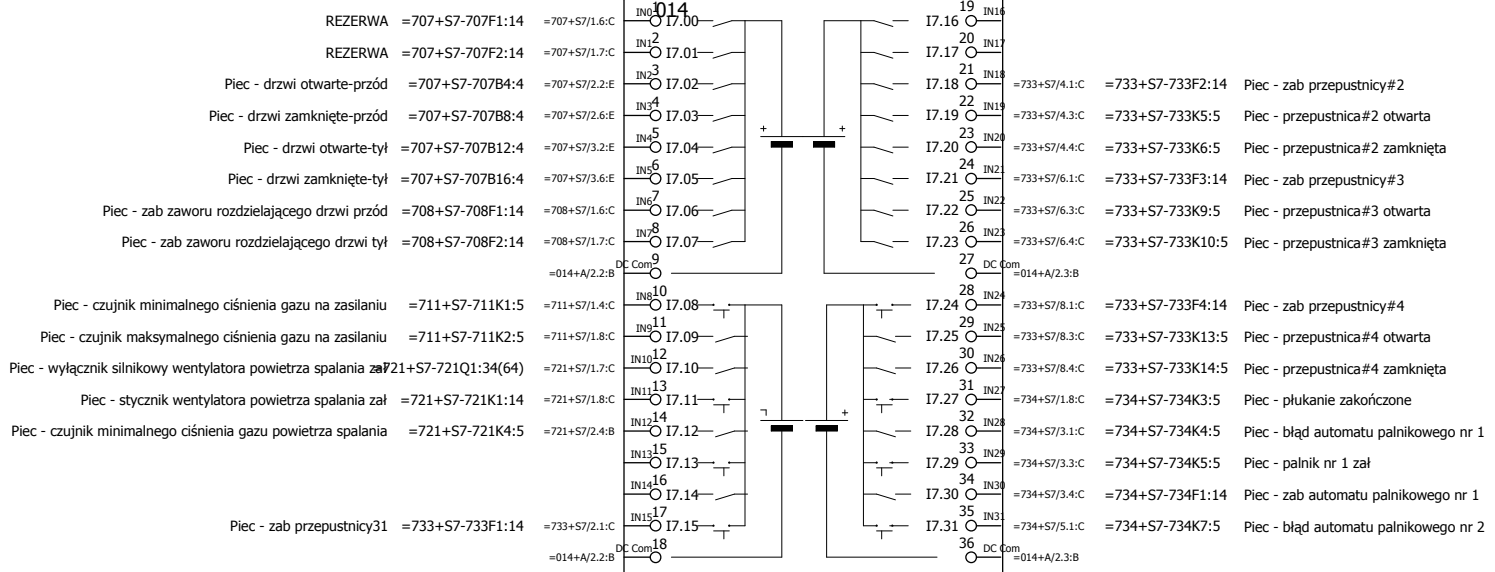 014
REZERWA =707+S7-707F1:14 =707+S7/1.6:C IN0 1 I7.00
REZERWA =707+S7-707F2:14 =707+S7/1.7:C IN1 2 I7.01
Piec - drzwi otwarte-przód =707+S7-707B4:4 =707+S7/2.2:E IN2 3 I7.02
Piec - drzwi zamknięte-przód =707+S7-707B8:4 =707+S7/2.6:E IN3 4 I7.03
Piec - drzwi otwarte-tył =707+S7-707B12:4 =707+S7/3.2:E IN4 5 I7.04
Piec - drzwi zamknięte-tył =707+S7-707B16:4 =707+S7/3.6:E IN5 6 I7.05
Piec - zab zaworu rozdzielającego drzwi przód =708+S7-708F1:14 =708+S7/1.6:C IN6 7 I7.06
Piec - zab zaworu rozdzielającego drzwi tył =708+S7-708F2:14 =708+S7/1.7:C IN7 8 I7.07
=014+A/2.2:B DC Com 9
Piec - czujnik minimalnego ciśnienia gazu na zasilaniu =711+S7-711K1:5 =711+S7/1.4:C IN8 10 I7.08
Piec - czujnik maksymalnego ciśnienia gazu na zasilaniu =711+S7-711K2:5 =711+S7/1.8:C IN9 11 I7.09
Piec - wyłącznik silnikowy wentylatora powietrza spalania zał =721+S7-721Q1:34(64) =721+S7/1.7:C IN10 12 I7.10
Piec - stycznik wentylatora powietrza spalania zał =721+S7-721K1:14 =721+S7/1.8:C IN11 13 I7.11
Piec - czujnik minimalnego ciśnienia gazu powietrza spalania =721+S7-721K4:5 =721+S7/2.4:B IN12 14 I7.12
IN13 15 I7.13
IN14 16 I7.14
Piec - zab przepustnicy31 =733+S7-733F1:14 =733+S7/2.1:C IN15 17 I7.15
=014+A/2.2:B DC Com 18
I7.16 19 IN16
I7.17 20 IN17
I7.18 21 IN18 =733+S7/4.1:C =733+S7-733F2:14 Piec - zab przepustnicy#2
I7.19 22 IN19 =733+S7/4.3:C =733+S7-733K5:5 Piec - przepustnica#2 otwarta
I7.20 23 IN20 =733+S7/4.4:C =733+S7-733K6:5 Piec - przepustnica#2 zamknięta
I7.21 24 IN21 =733+S7/6.1:C =733+S7-733F3:14 Piec - zab przepustnicy#3
I7.22 25 IN22 =733+S7/6.3:C =733+S7-733K9:5 Piec - przepustnica#3 otwarta
I7.23 26 IN23 =733+S7/6.4:C =733+S7-733K10:5 Piec - przepustnica#3 zamknięta
27 DC Com =014+A/2.3:B
I7.24 28 IN24 =733+S7/8.1:C =733+S7-733F4:14 Piec - zab przepustnicy#4
I7.25 29 IN25 =733+S7/8.3:C =733+S7-733K13:5 Piec - przepustnica#4 otwarta
I7.26 30 IN26 =733+S7/8.4:C =733+S7-733K14:5 Piec - przepustnica#4 zamknięta
I7.27 31 IN27 =734+S7/1.8:C =734+S7-734K3:5 Piec - płukanie zakończone
I7.28 32 IN28 =734+S7/3.1:C =734+S7-734K4:5 Piec - błąd automatu palnikowego nr 1
I7.29 33 IN29 =734+S7/3.3:C =734+S7-734K5:5 Piec - palnik nr 1 zał
I7.30 34 IN30 =734+S7/3.4:C =734+S7-734F1:14 Piec - zab automatu palnikowego nr 1
I7.31 35 IN31 =734+S7/5.1:C =734+S7-734K7:5 Piec - błąd automatu palnikowego nr 2
36 DC Com =014+A/2.3:B